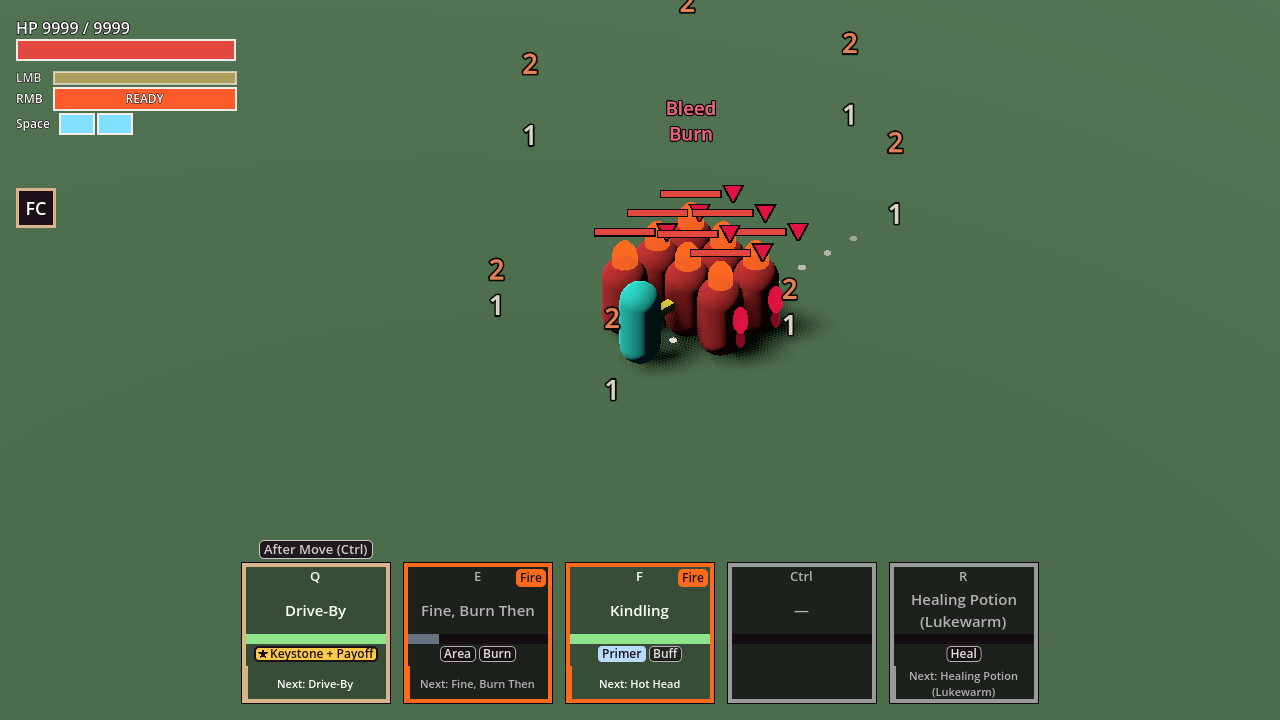 HP 9999 / 9999
LMB
RMB
READY
Space
FC
2
2
2
2
1
1
1
Bleed
Burn
2
1
2
1
2
1
After Move (Ctrl)
Q
Drive-By
Keystone + Payoff
Next: Drive-By
E
Fire
Fine, Burn Then
Area
Burn
Next: Fine, Burn Then
F
Fire
Kindling
Primer
Buff
Next: Hot Head
Ctrl
—
R
Healing Potion
(Lukewarm)
Heal
Next: Healing Potion
(Lukewarm)